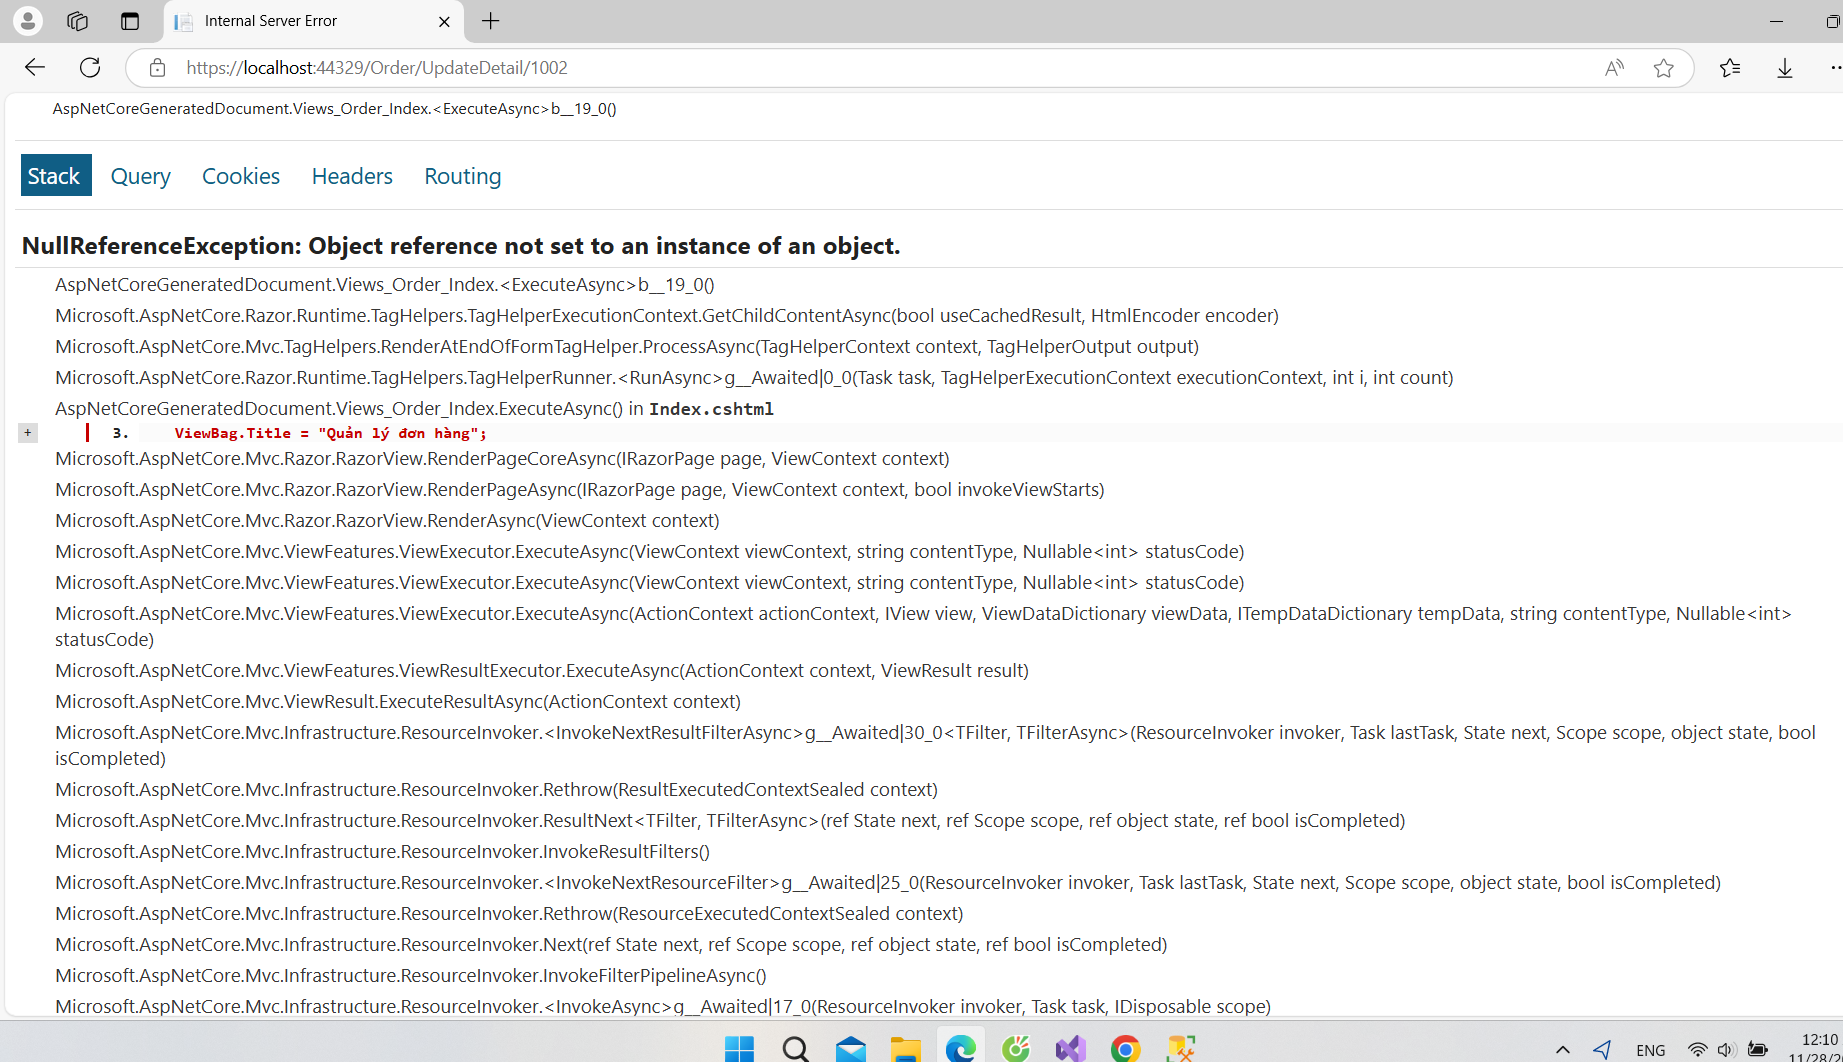 Internal Server Error
https://localhost:44329/Order/UpdateDetail/1002
AspNetCoreGeneratedDocument.Views_Order_Index.<ExecuteAsync>b__19_0()
Stack Query Cookies Headers Routing
NullReferenceException: Object reference not set to an instance of an object.
AspNetCoreGeneratedDocument.Views_Order_Index.<ExecuteAsync>b__19_0()
Microsoft.AspNetCore.Razor.Runtime.TagHelpers.TagHelperExecutionContext.GetChildContentAsync(bool useCachedResult, HtmlEncoder encoder)
Microsoft.AspNetCore.Mvc.TagHelpers.RenderAtEndOfFormTagHelper.ProcessAsync(TagHelperContext context, TagHelperOutput output)
Microsoft.AspNetCore.Razor.Runtime.TagHelpers.TagHelperRunner.<RunAsync>g__Awaited|0_0(Task task, TagHelperExecutionContext executionContext, int i, int count)
AspNetCoreGeneratedDocument.Views_Order_Index.ExecuteAsync() in Index.cshtml
+ 3. ViewBag.Title = "Quản lý đơn hàng";
Microsoft.AspNetCore.Mvc.Razor.RazorView.RenderPageCoreAsync(IRazorPage page, ViewContext context)
Microsoft.AspNetCore.Mvc.Razor.RazorView.RenderPageAsync(IRazorPage page, ViewContext context, bool invokeViewStarts)
Microsoft.AspNetCore.Mvc.Razor.RazorView.RenderAsync(ViewContext context)
Microsoft.AspNetCore.Mvc.ViewFeatures.ViewExecutor.ExecuteAsync(ViewContext viewContext, string contentType, Nullable<int> statusCode)
Microsoft.AspNetCore.Mvc.ViewFeatures.ViewExecutor.ExecuteAsync(ViewContext viewContext, string contentType, Nullable<int> statusCode)
Microsoft.AspNetCore.Mvc.ViewFeatures.ViewExecutor.ExecuteAsync(ActionContext actionContext, IView view, ViewDataDictionary viewData, ITempDataDictionary tempData, string contentType, Nullable<int>
statusCode)
Microsoft.AspNetCore.Mvc.ViewFeatures.ViewResultExecutor.ExecuteAsync(ActionContext context, ViewResult result)
Microsoft.AspNetCore.Mvc.ViewResult.ExecuteResultAsync(ActionContext context)
Microsoft.AspNetCore.Mvc.Infrastructure.ResourceInvoker.<InvokeNextResultFilterAsync>g__Awaited|30_0<TFilter, TFilterAsync>(ResourceInvoker invoker, Task lastTask, State next, Scope scope, object state, bool
isCompleted)
Microsoft.AspNetCore.Mvc.Infrastructure.ResourceInvoker.Rethrow(ResultExecutedContextSealed context)
Microsoft.AspNetCore.Mvc.Infrastructure.ResourceInvoker.ResultNext<TFilter, TFilterAsync>(ref State next, ref Scope scope, ref object state, ref bool isCompleted)
Microsoft.AspNetCore.Mvc.Infrastructure.ResourceInvoker.InvokeResultFilters()
Microsoft.AspNetCore.Mvc.Infrastructure.ResourceInvoker.<InvokeNextResourceFilter>g__Awaited|25_0(ResourceInvoker invoker, Task lastTask, State next, Scope scope, object state, bool isCompleted)
Microsoft.AspNetCore.Mvc.Infrastructure.ResourceInvoker.Rethrow(ResourceExecutedContextSealed context)
Microsoft.AspNetCore.Mvc.Infrastructure.ResourceInvoker.Next(ref State next, ref Scope scope, ref object state, ref bool isCompleted)
Microsoft.AspNetCore.Mvc.Infrastructure.ResourceInvoker.InvokeFilterPipelineAsync()
Microsoft.AspNetCore.Mvc.Infrastructure.ResourceInvoker.<InvokeAsync>g__Awaited|17_0(ResourceInvoker invoker, Task task, IDisposable scope)
ENG
12:10